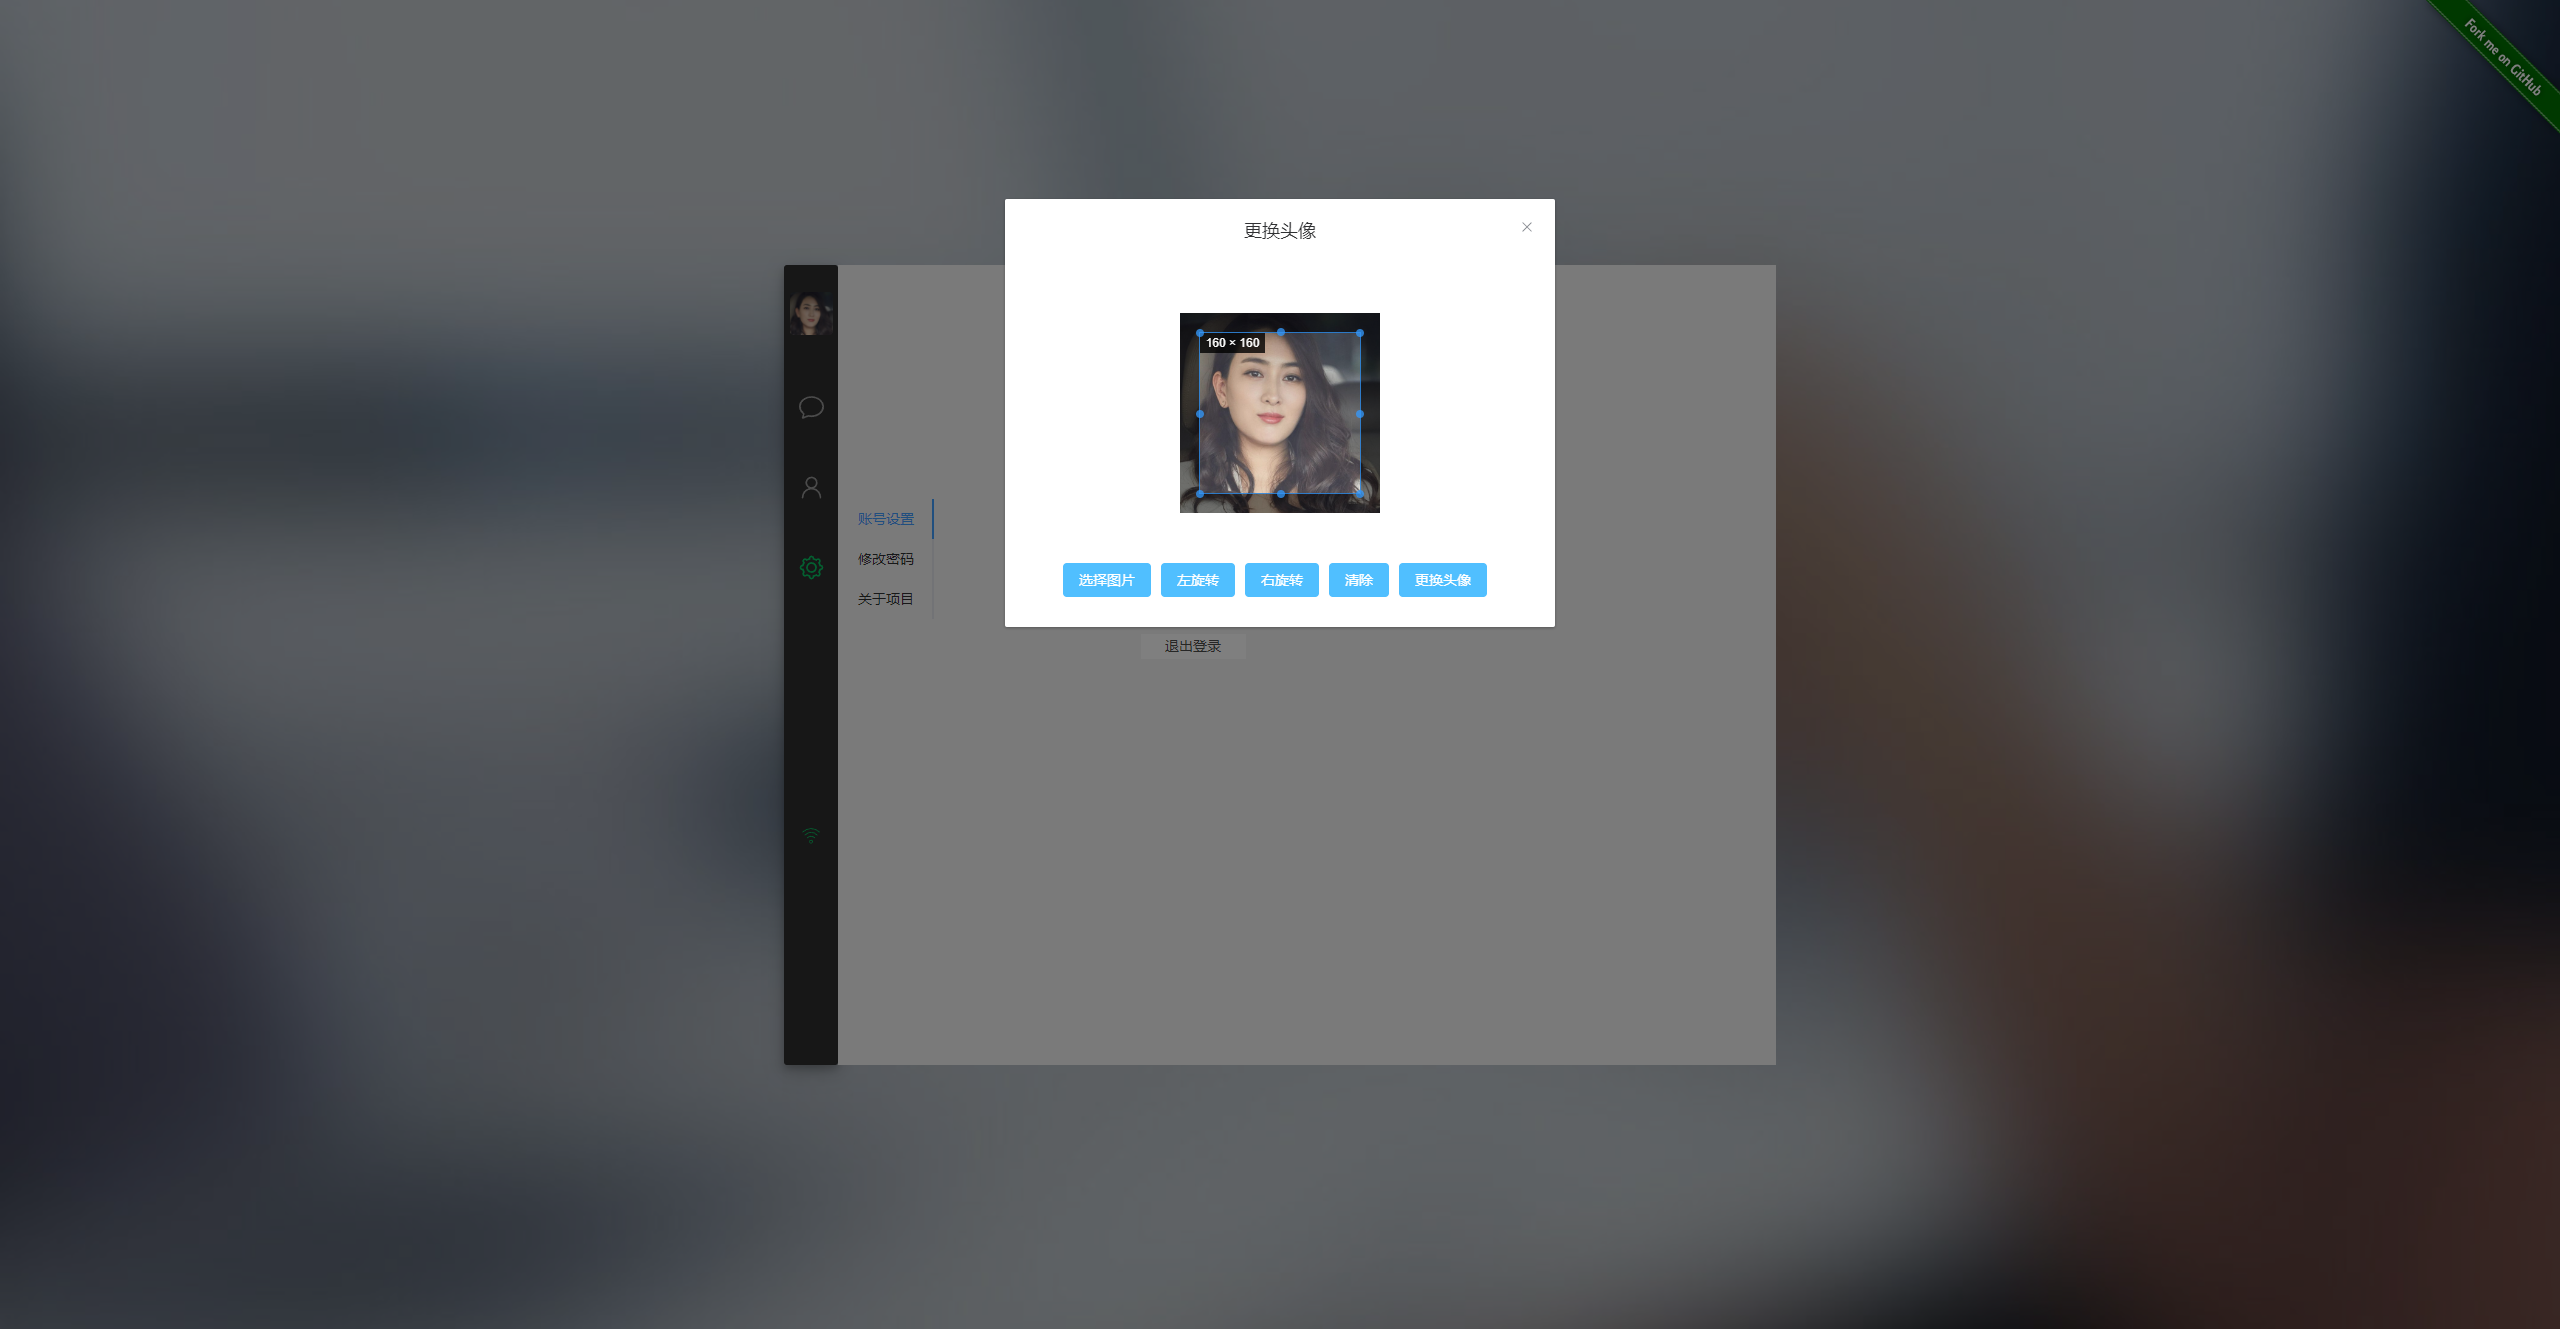 Fork me on GitHub
更换头像
160 × 160
账号设置
修改密码
关于项目
选择图片
左旋转
右旋转
清除
更换头像
退出登录